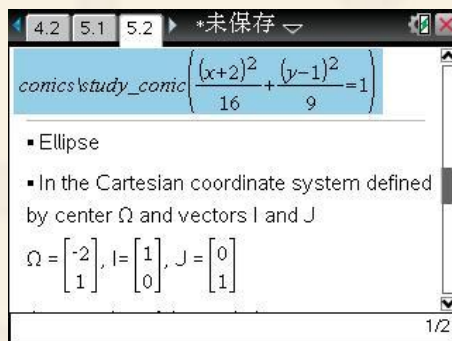 4.2 5.1 5.2 *未保存
conics\study_conic((x+2)²/16+(y-1)²/9=1)
▪ Ellipse
▪ In the Cartesian coordinate system defined
by center Ω and vectors I and J
Ω = [-2 1], I= [1 0], J = [0 1]
1/2